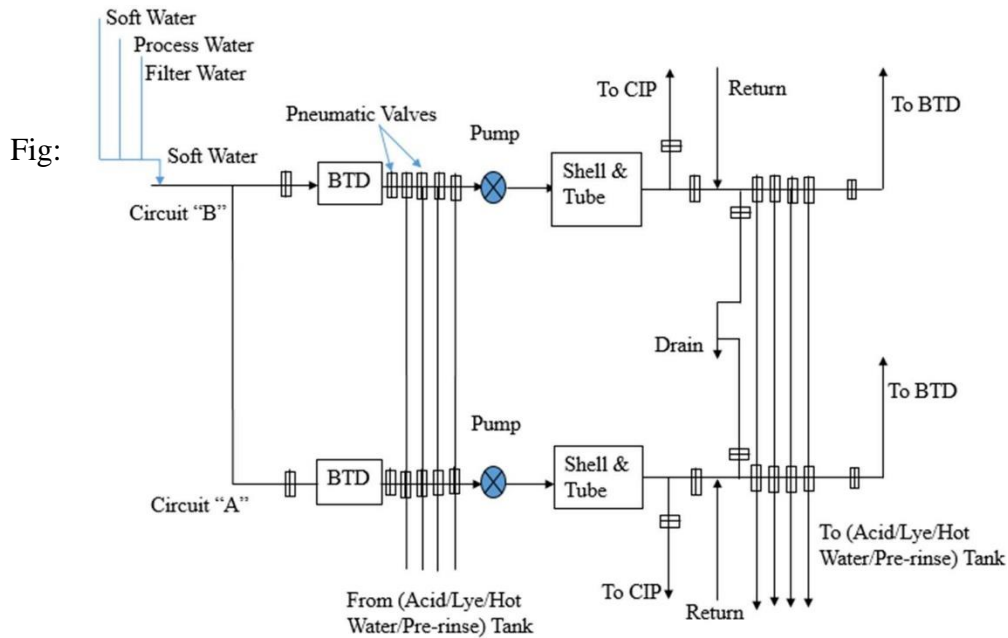 Soft Water
Process Water
Filter Water
Fig:
Soft Water
Circuit “B”
Pneumatic Valves
BTD
Pump
Shell &
Tube
To CIP
Return
To BTD
Drain
To BTD
Circuit “A”
BTD
Pump
Shell &
Tube
To CIP
Return
From (Acid/Lye/Hot
Water/Pre-rinse) Tank
To (Acid/Lye/Hot
Water/Pre-rinse) Tank